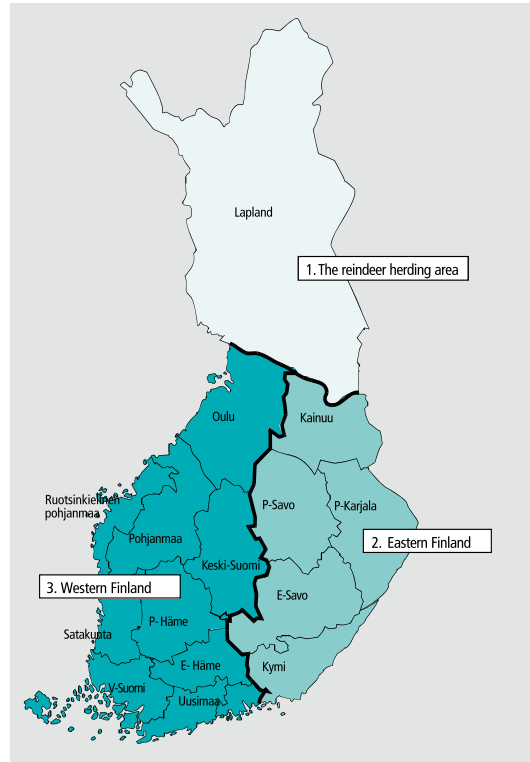 Lapland
1. The reindeer herding area
Oulu
Kainuu
Ruotsinkielinen
pohjanmaa
P-Savo
P-Karjala
Pohjanmaa
2. Eastern Finland
Keski-Suomi
3. Western Finland
E-Savo
P- Häme
Satakunta
E- Häme
Kymi
V-Suomi
Uusimaa